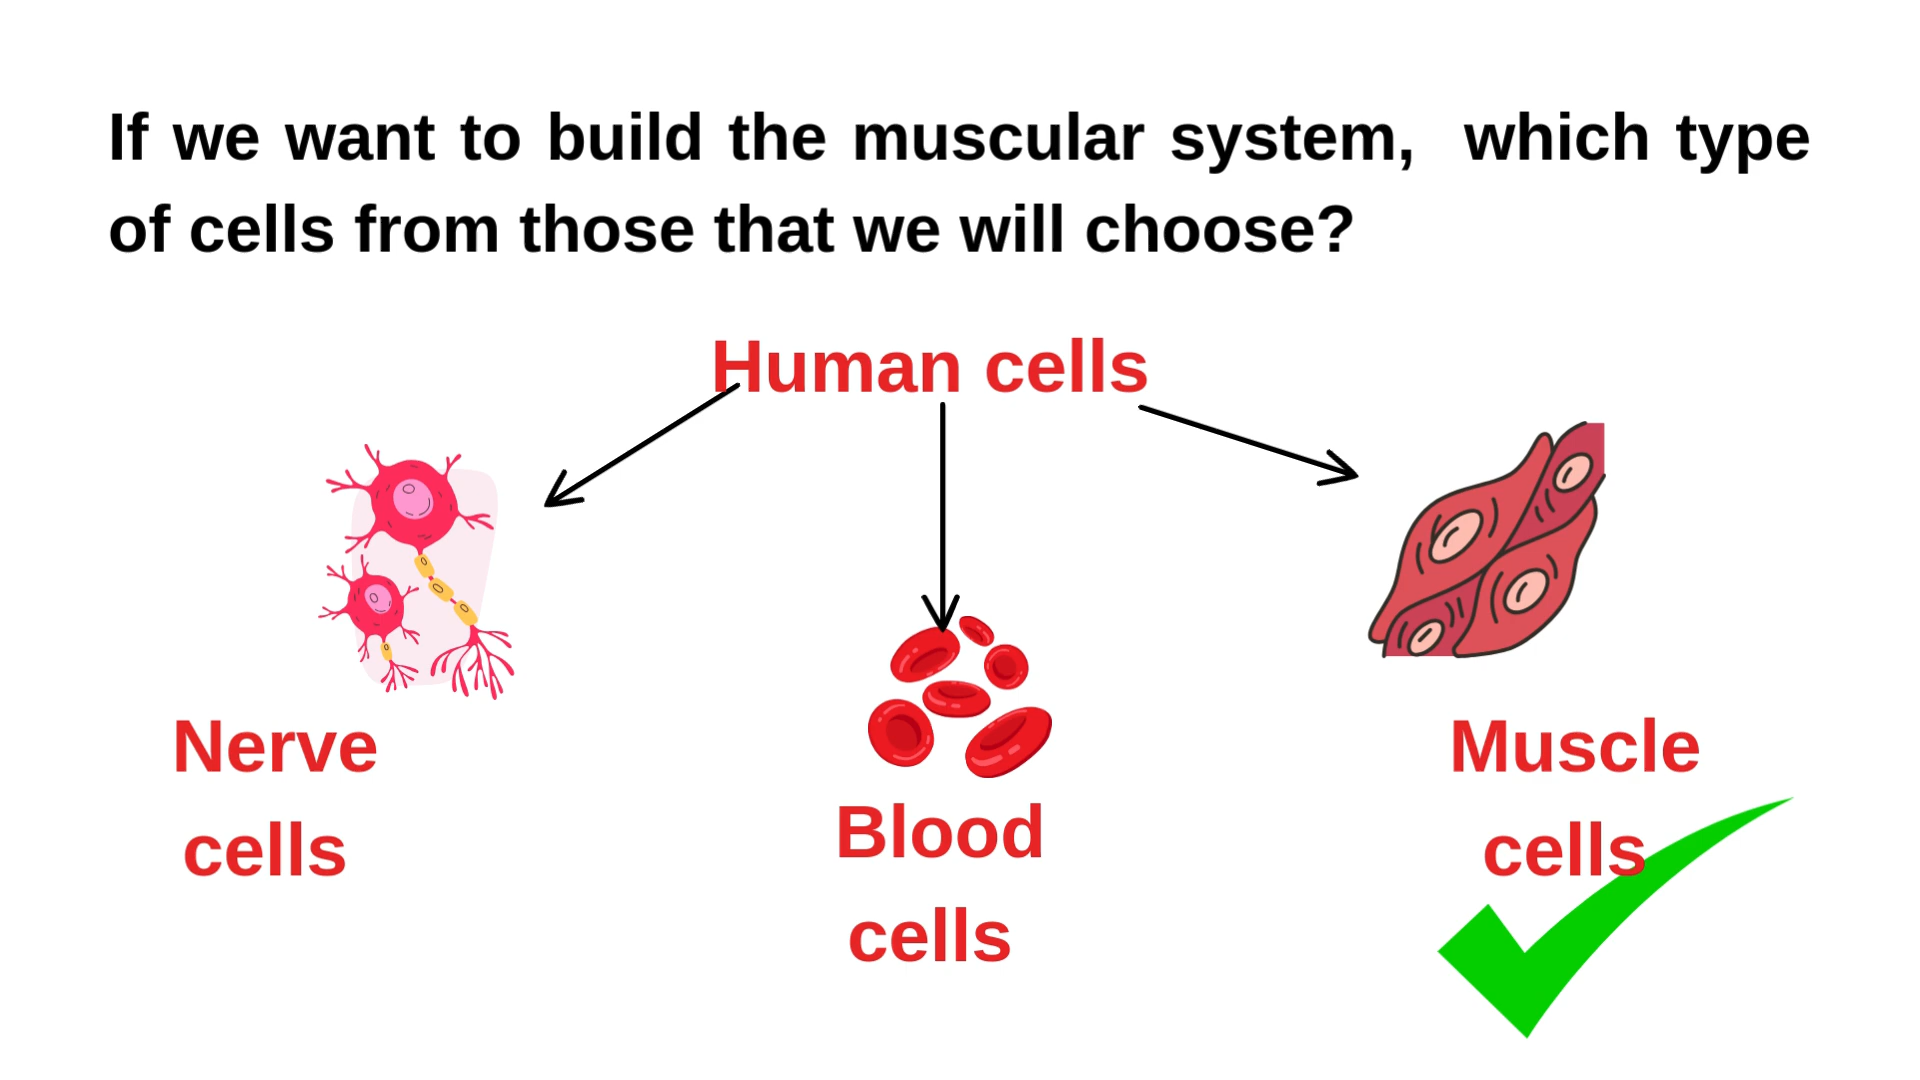 If we want to build the muscular system, which type
of cells from those that we will choose?
Human cells
Nerve
cells
Blood
cells
Muscle
cells